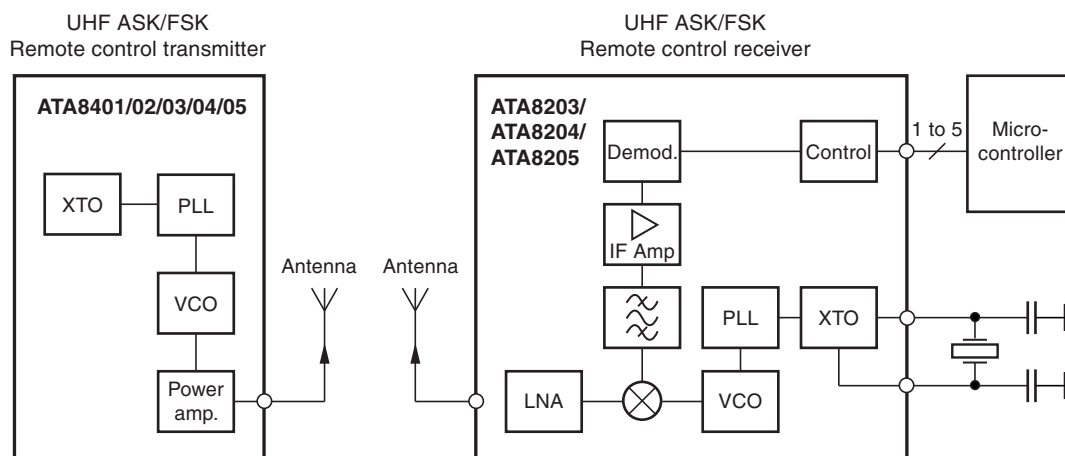 UHF ASK/FSK
Remote control transmitter
ATA8401/02/03/04/05
XTO
PLL
VCO
Power
amp.
Antenna
Antenna
UHF ASK/FSK
Remote control receiver
ATA8203/
ATA8204/
ATA8205
Demod.
Control
1 to 5
Micro-
controller
IF Amp
PLL
XTO
LNA
VCO